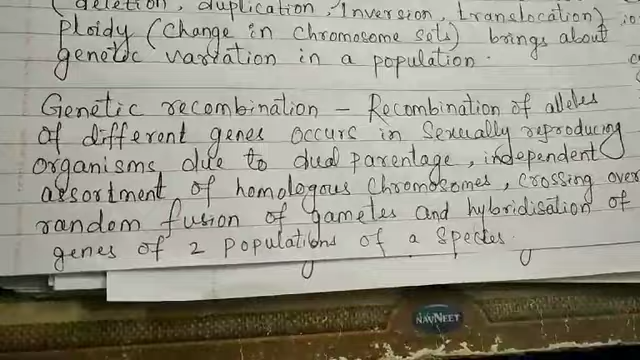 (deletion, duplication, Inversion, translocation)
Ploidy (Change in chromosome sets) brings about
genetic variation in a population.
Genetic recombination – Recombination of alleles
of different genes occurs in Sexually reproducing
organisms due to dual parentage, independent
assortment of homologous Chromosomes, Crossing over
random fusion of gametes and hybridisation of
genes of 2 populations of a Species.
NAVNEET